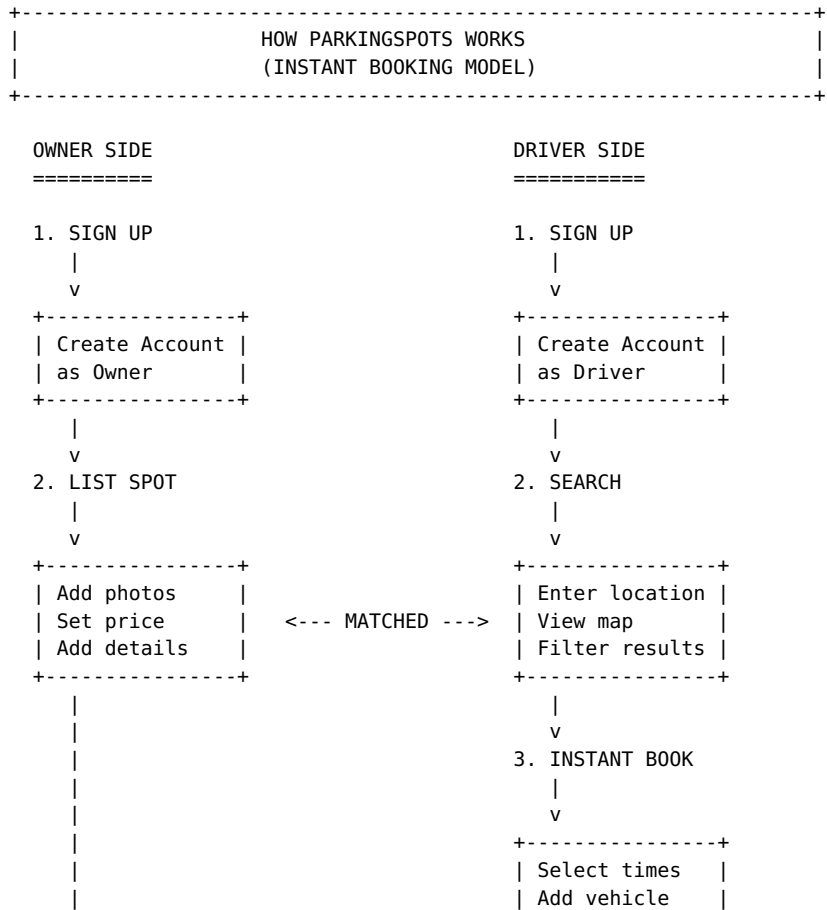 +------------------------------------------------------------------+
|                    HOW PARKINGSPOTS WORKS                        |
|                    (INSTANT BOOKING MODEL)                       |
+------------------------------------------------------------------+

  OWNER SIDE                              DRIVER SIDE
  ==========                              ===========

  1. SIGN UP                              1. SIGN UP
     |                                       |
     v                                       v
  +----------------+                      +----------------+
  | Create Account |                      | Create Account |
  | as Owner       |                      | as Driver      |
  +----------------+                      +----------------+
     |                                       |
     v                                       v
  2. LIST SPOT                            2. SEARCH
     |                                       |
     v                                       v
  +----------------+                      +----------------+
  | Add photos     |                      | Enter location |
  | Set price      |   <--- MATCHED --->  | View map       |
  | Add details    |                      | Filter results |
  +----------------+                      +----------------+
     |                                       |
     |                                       v
     |                                    3. INSTANT BOOK
     |                                       |
     |                                       v
     |                                    +----------------+
     |                                    | Select times   |
     |                                    | Add vehicle    |